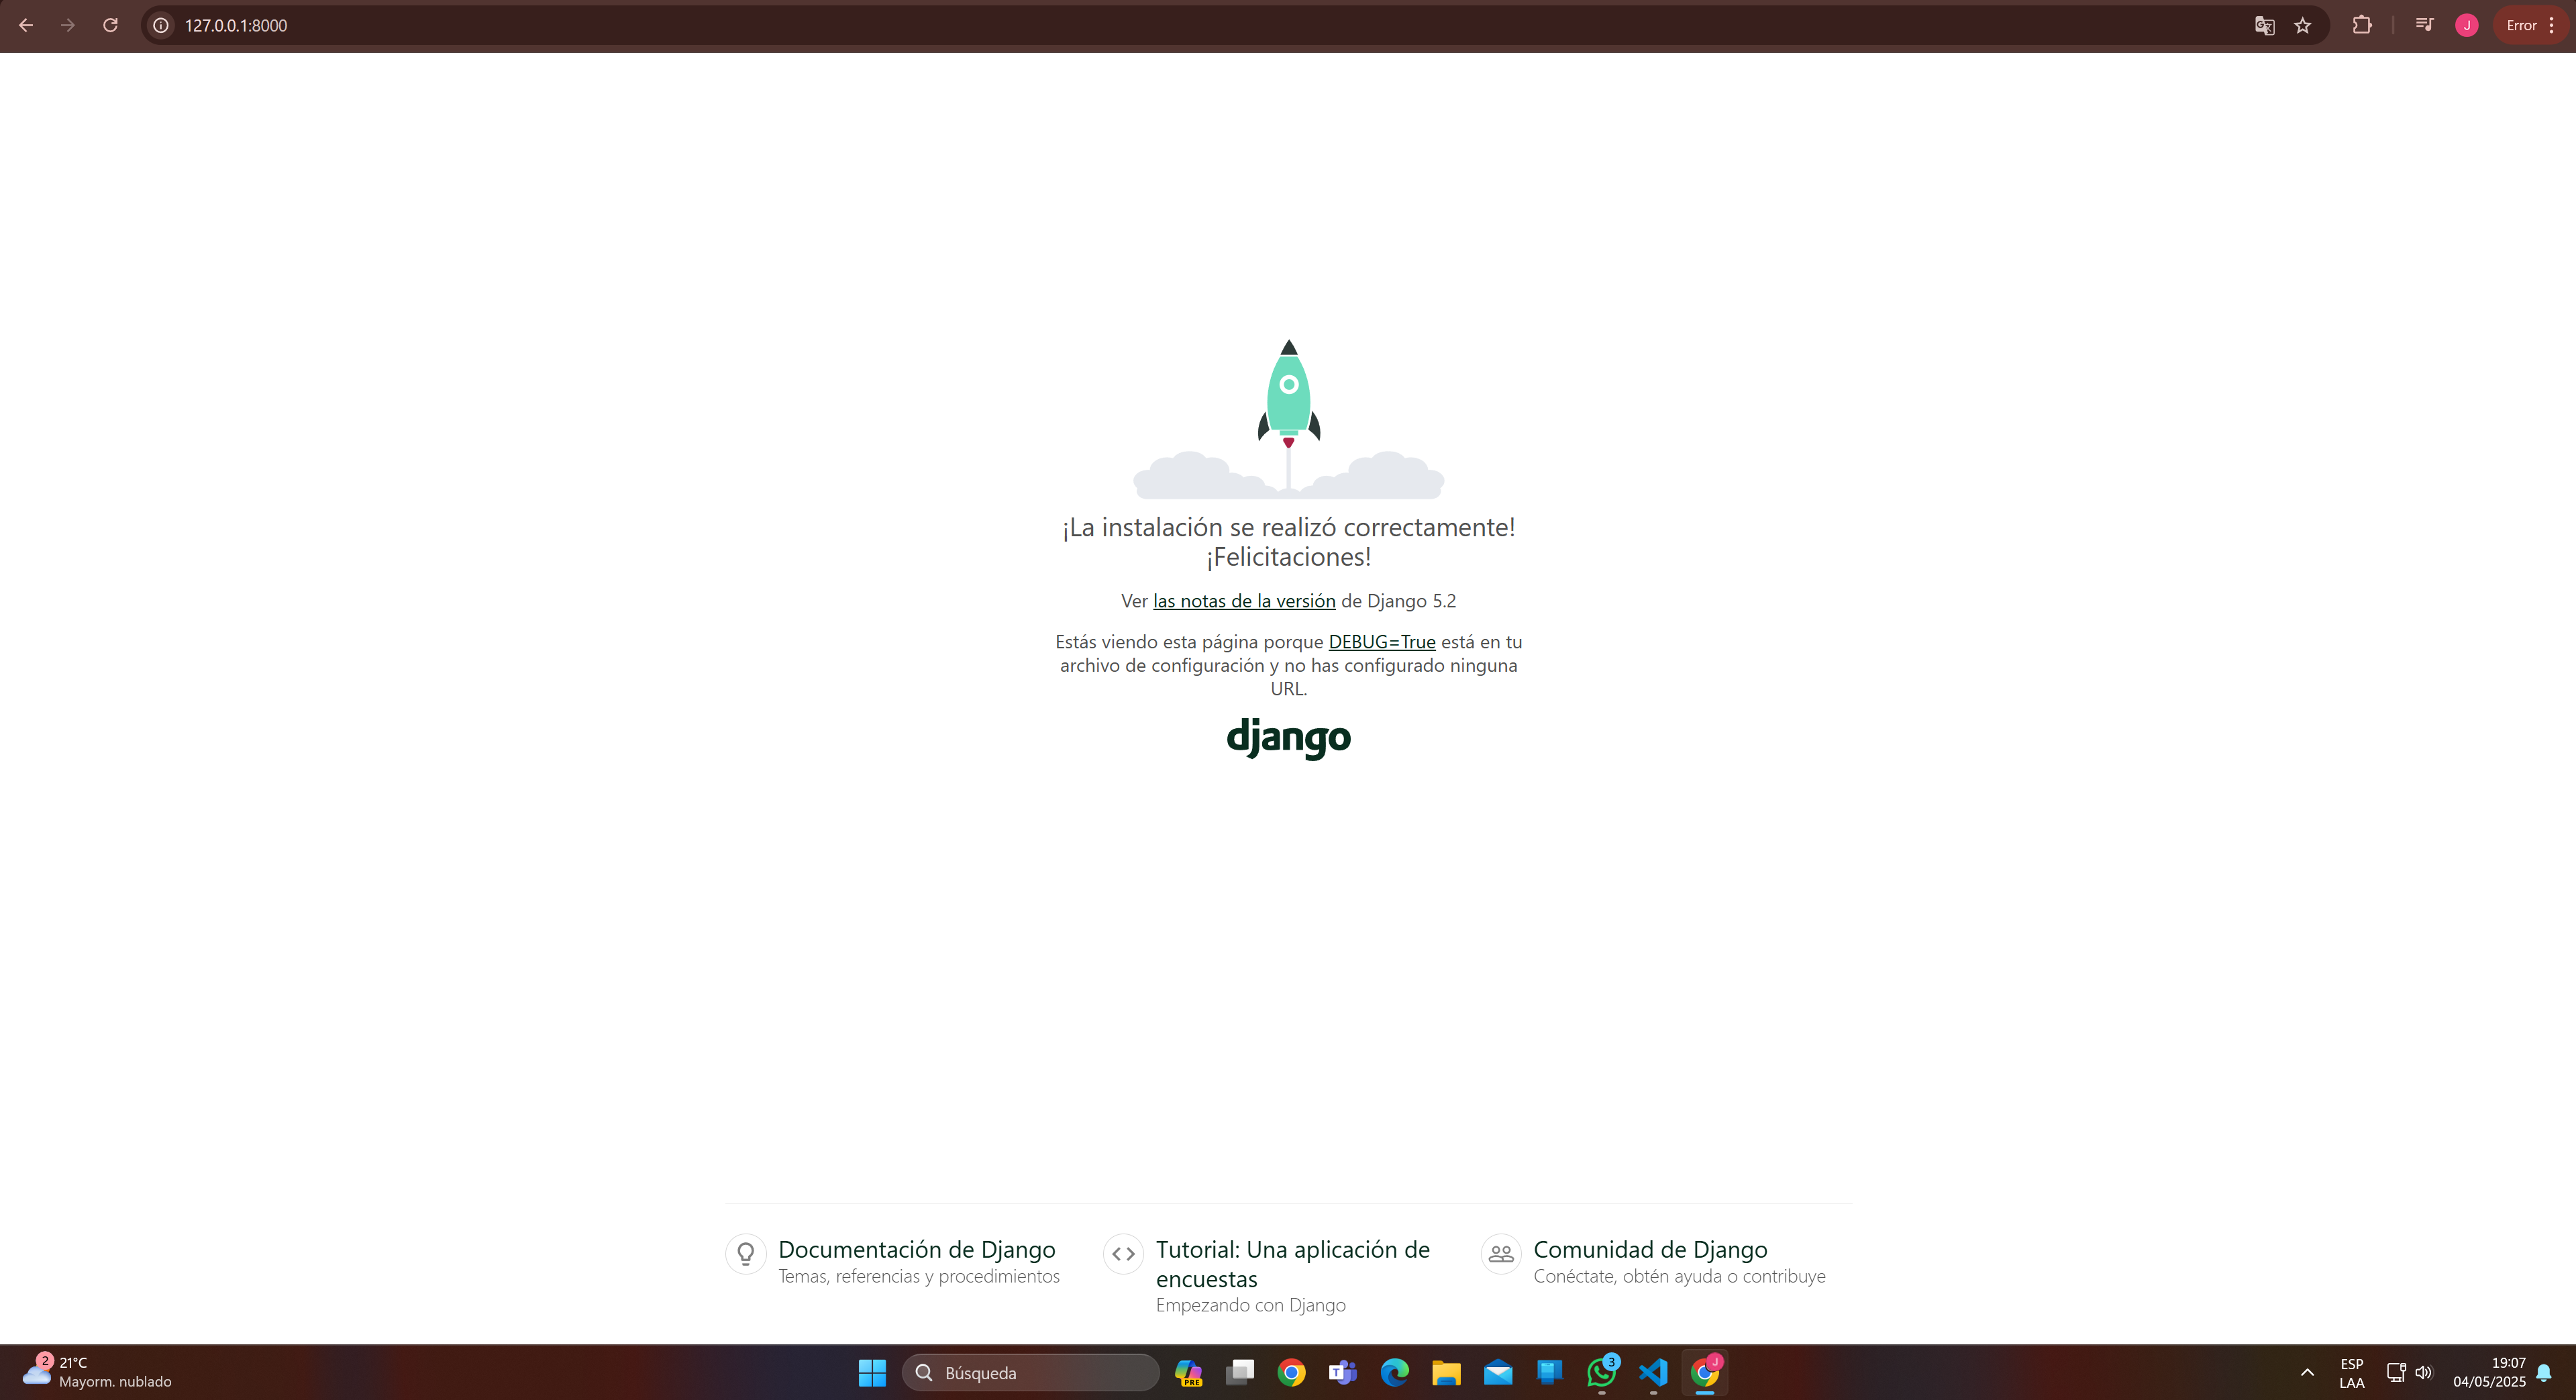 127.0.0.1:8000
J
Error
¡La instalación se realizó correctamente!
¡Felicitaciones!
Ver las notas de la versión de Django 5.2
Estás viendo esta página porque DEBUG=True está en tu
archivo de configuración y no has configurado ninguna
URL.
django
Documentación de Django
Temas, referencias y procedimientos
Tutorial: Una aplicación de
encuestas
Empezando con Django
Comunidad de Django
Conéctate, obtén ayuda o contribuye
2
21°C
Mayorm. nublado
Búsqueda
PRE
T
3
J
ESP
LAA
19:07
04/05/2025